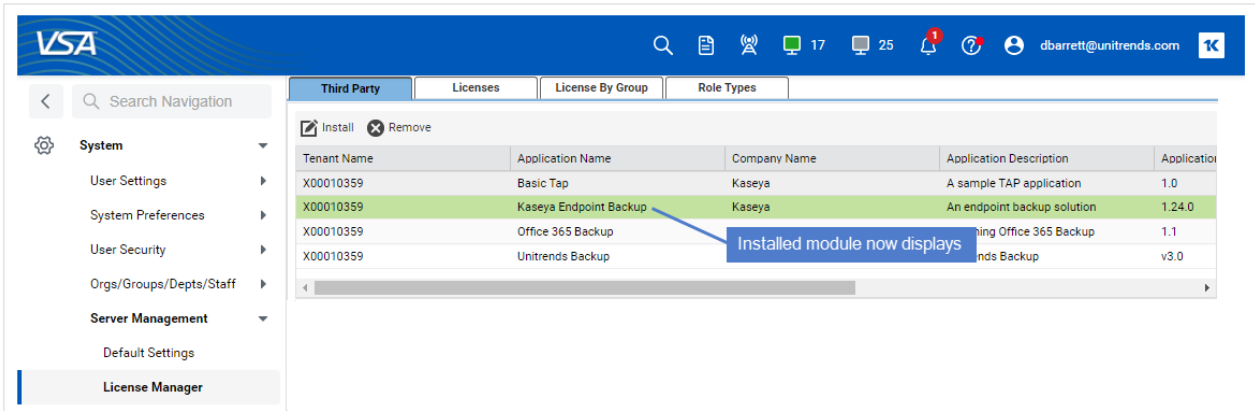 VSA
17 25 1 dbarrett@unitrends.com 1K
Search Navigation
System
User Settings
System Preferences
User Security
Orgs/Groups/Depts/Staff
Server Management
Default Settings
License Manager
Third Party Licenses License By Group Role Types
Install Remove
Tenant Name Application Name Company Name Application Description Application
X00010359 Basic Tap Kaseya A sample TAP application 1.0
X00010359 Kaseya Endpoint Backup Kaseya An endpoint backup solution 1.24.0
X00010359 Office 365 Backup Office 365 Backup 1.1
Installed module now displays
X00010359 Unitrends Backup Backup v3.0